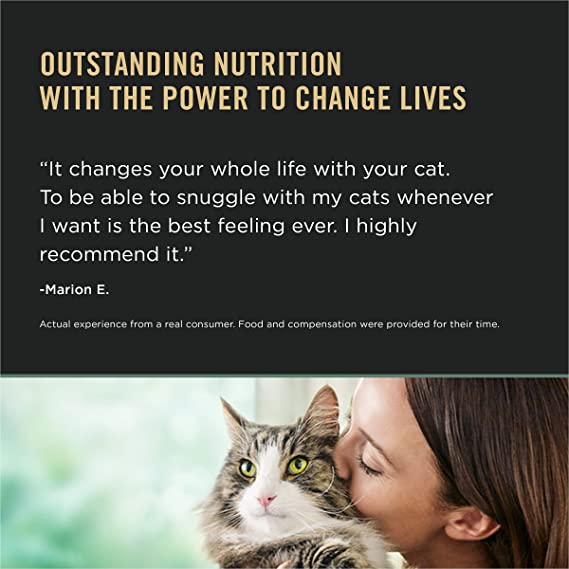 OUTSTANDING NUTRITION
WITH THE POWER TO CHANGE LIVES
“It changes your whole life with your cat.
To be able to snuggle with my cats whenever
I want is the best feeling ever. I highly
recommend it.”
-Marion E.
Actual experience from a real consumer. Food and compensation were provided for their time.